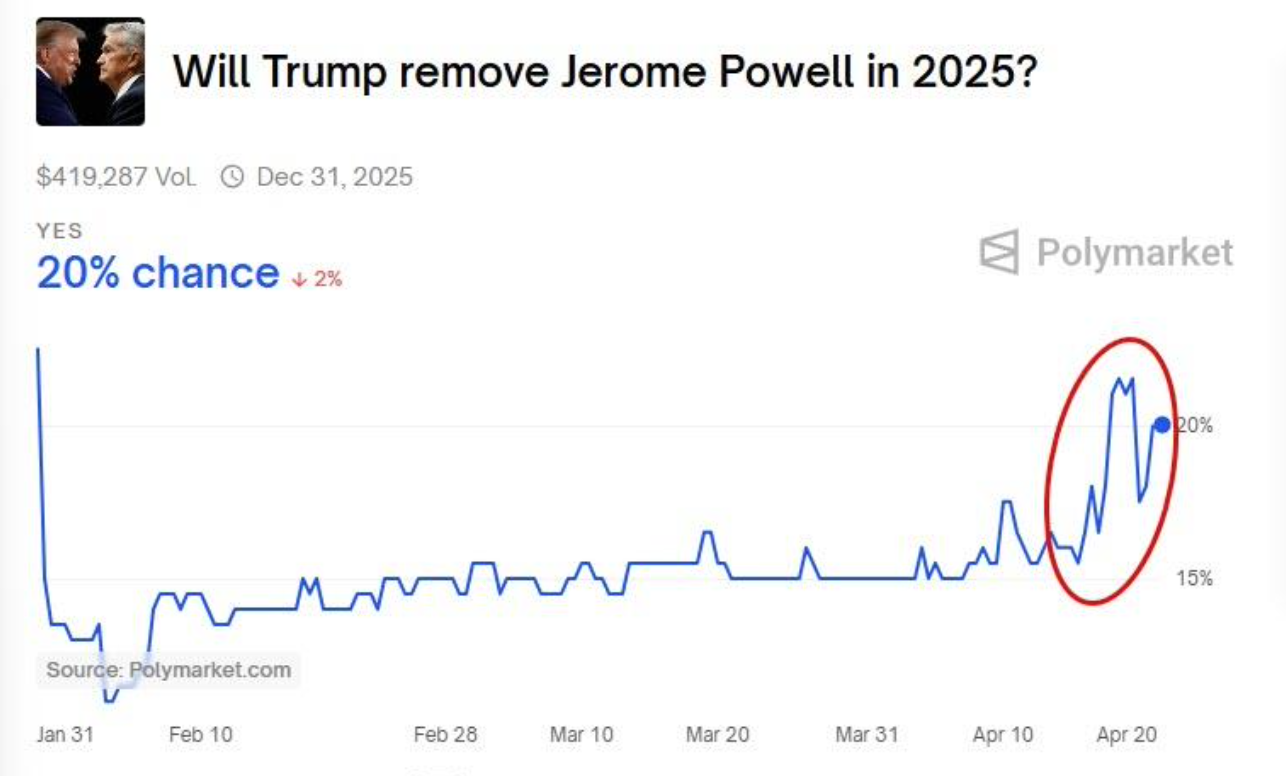 Will Trump remove Jerome Powell in 2025?
$419,287 Vol. Dec 31, 2025
YES
Polymarket
20% chance ↓ 2%
20%
15%
Source: Polymarket.com
Jan 31 Feb 10 Feb 28 Mar 10 Mar 20 Mar 31 Apr 10 Apr 20